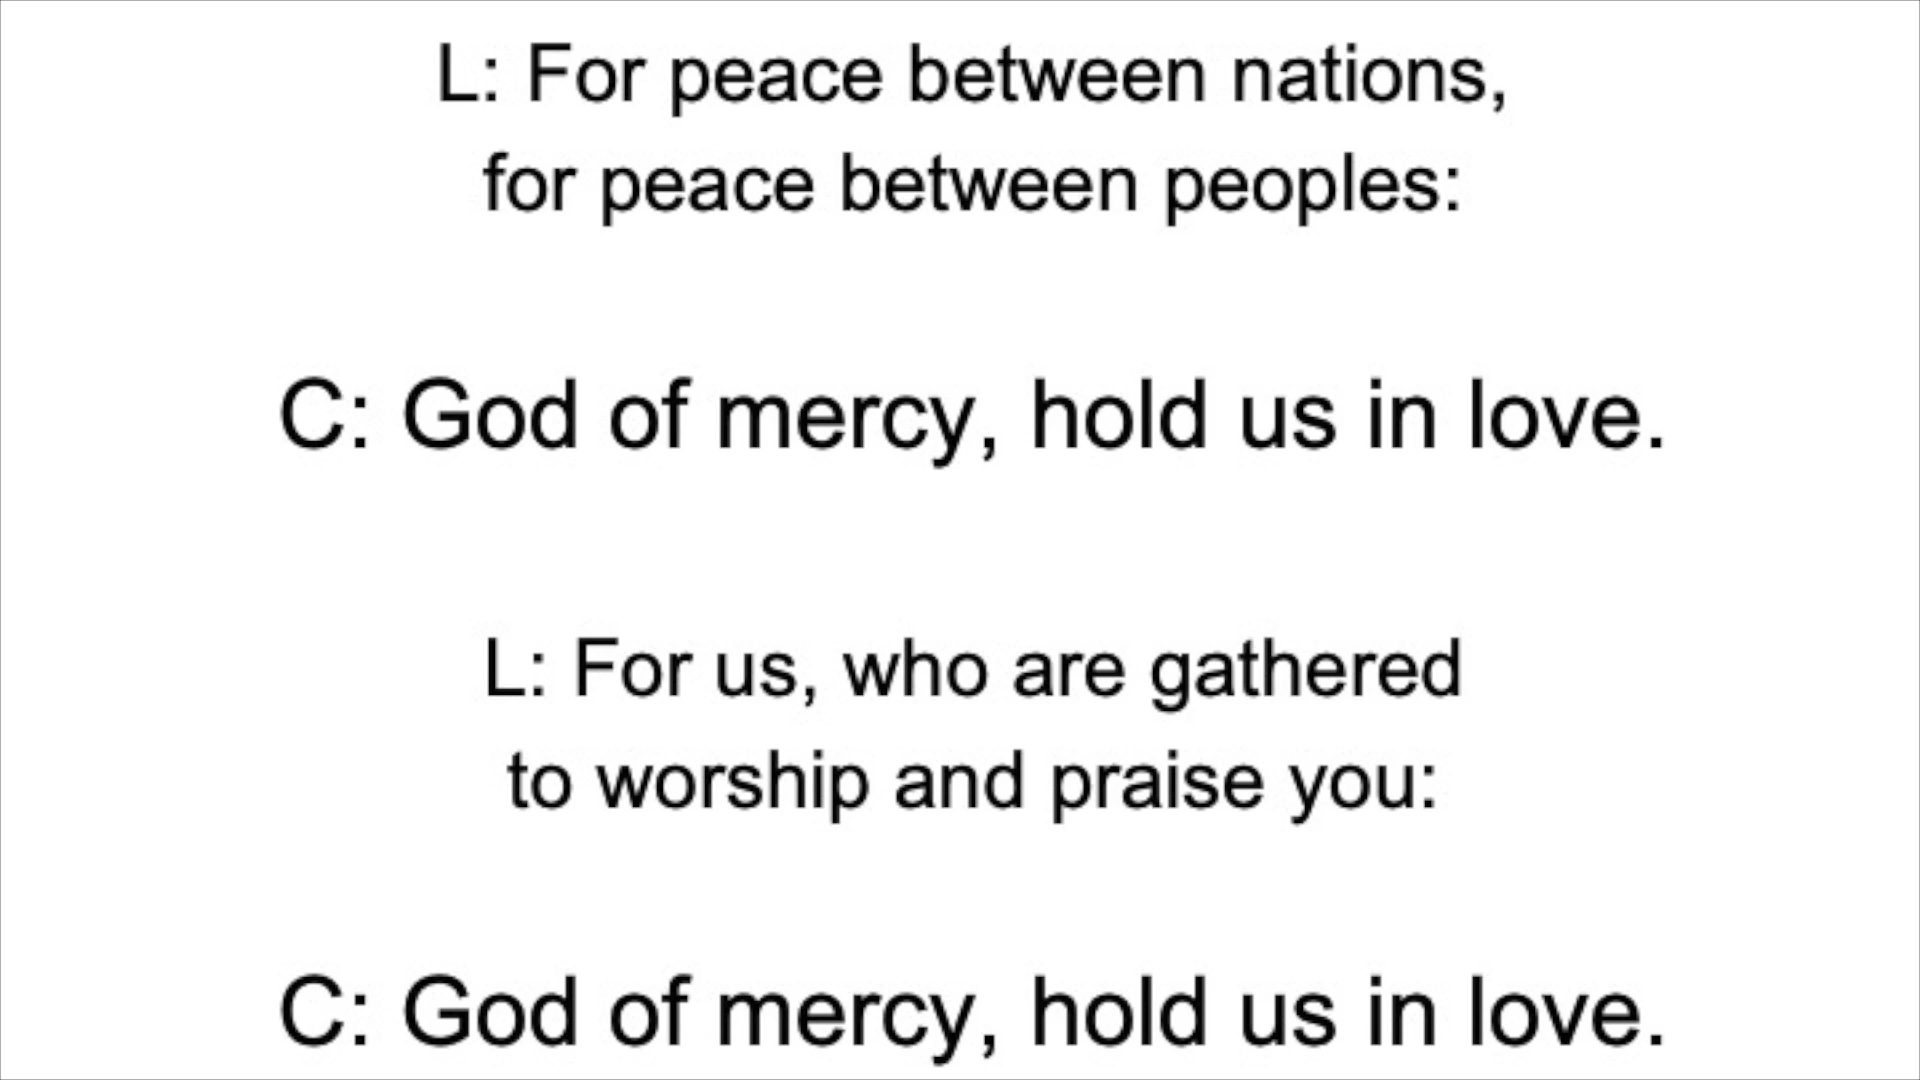 L: For peace between nations,
for peace between peoples:
C: God of mercy, hold us in love.
L: For us, who are gathered
to worship and praise you:
C: God of mercy, hold us in love.